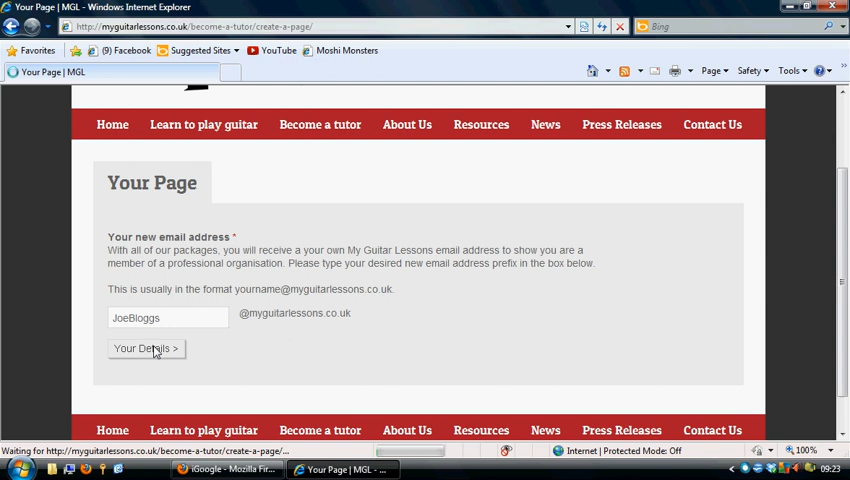 Your Page | MGL - Windows Internet Explorer
http://myguitarlessons.co.uk/become-a-tutor/create-a-page/
Bing
Favorites (9) Facebook Suggested Sites YouTube Moshi Monsters
Your Page | MGL Page Safety Tools
Home Learn to play guitar Become a tutor About Us Resources News Press Releases Contact Us
Your Page
Your new email address *
With all of our packages, you will receive a your own My Guitar Lessons email address to show you are a
member of a professional organisation. Please type your desired new email address prefix in the box below.
This is usually in the format yourname@myguitarlessons.co.uk.
JoeBloggs @myguitarlessons.co.uk
Your Details >
Home Learn to play guitar Become a tutor About Us Resources News Press Releases Contact Us
Waiting for http://myguitarlessons.co.uk/become-a-tutor/create-a-page/... Internet | Protected Mode: Off 100%
iGoogle - Mozilla Fir... Your Page | MGL - ... 09:23